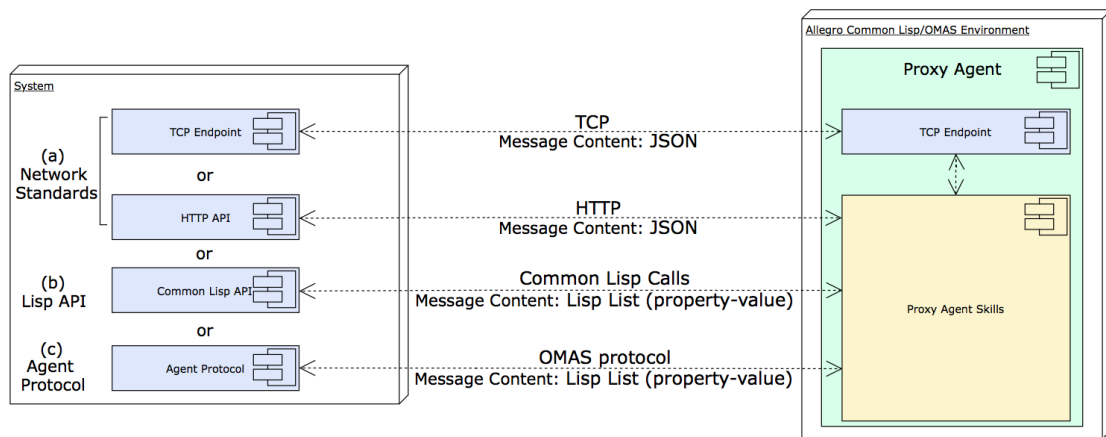 Allegro Common Lisp/OMAS Environment
Proxy Agent
System
TCP Endpoint
TCP
Message Content: JSON
TCP Endpoint
(a)
Network
Standards
or
HTTP API
HTTP
Message Content: JSON
or
(b)
Lisp API
Common Lisp API
Common Lisp Calls
Message Content: Lisp List (property-value)
Proxy Agent Skills
or
(c)
Agent
Protocol
Agent Protocol
OMAS protocol
Message Content: Lisp List (property-value)